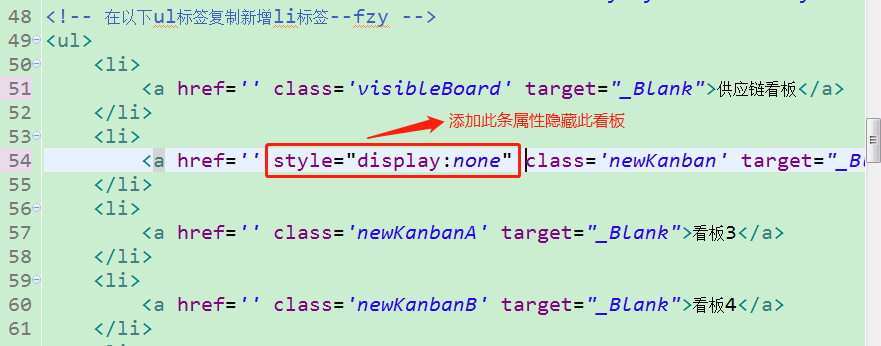 48 <!-- 在以下ul标签复制新增li标签--fzy -->
49 <ul>
50 <li>
51 <a href='' class='visibleBoard' target="_Blank">供应链看板</a>
52 </li>
53 <li>
添加此条属性隐藏此看板
54 <a href='' style="display:none" class='newKanban' target="_Bl
55 </li>
56 <li>
57 <a href='' class='newKanbanA' target="_Blank">看板3</a>
58 </li>
59 <li>
60 <a href='' class='newKanbanB' target="_Blank">看板4</a>
61 </li>